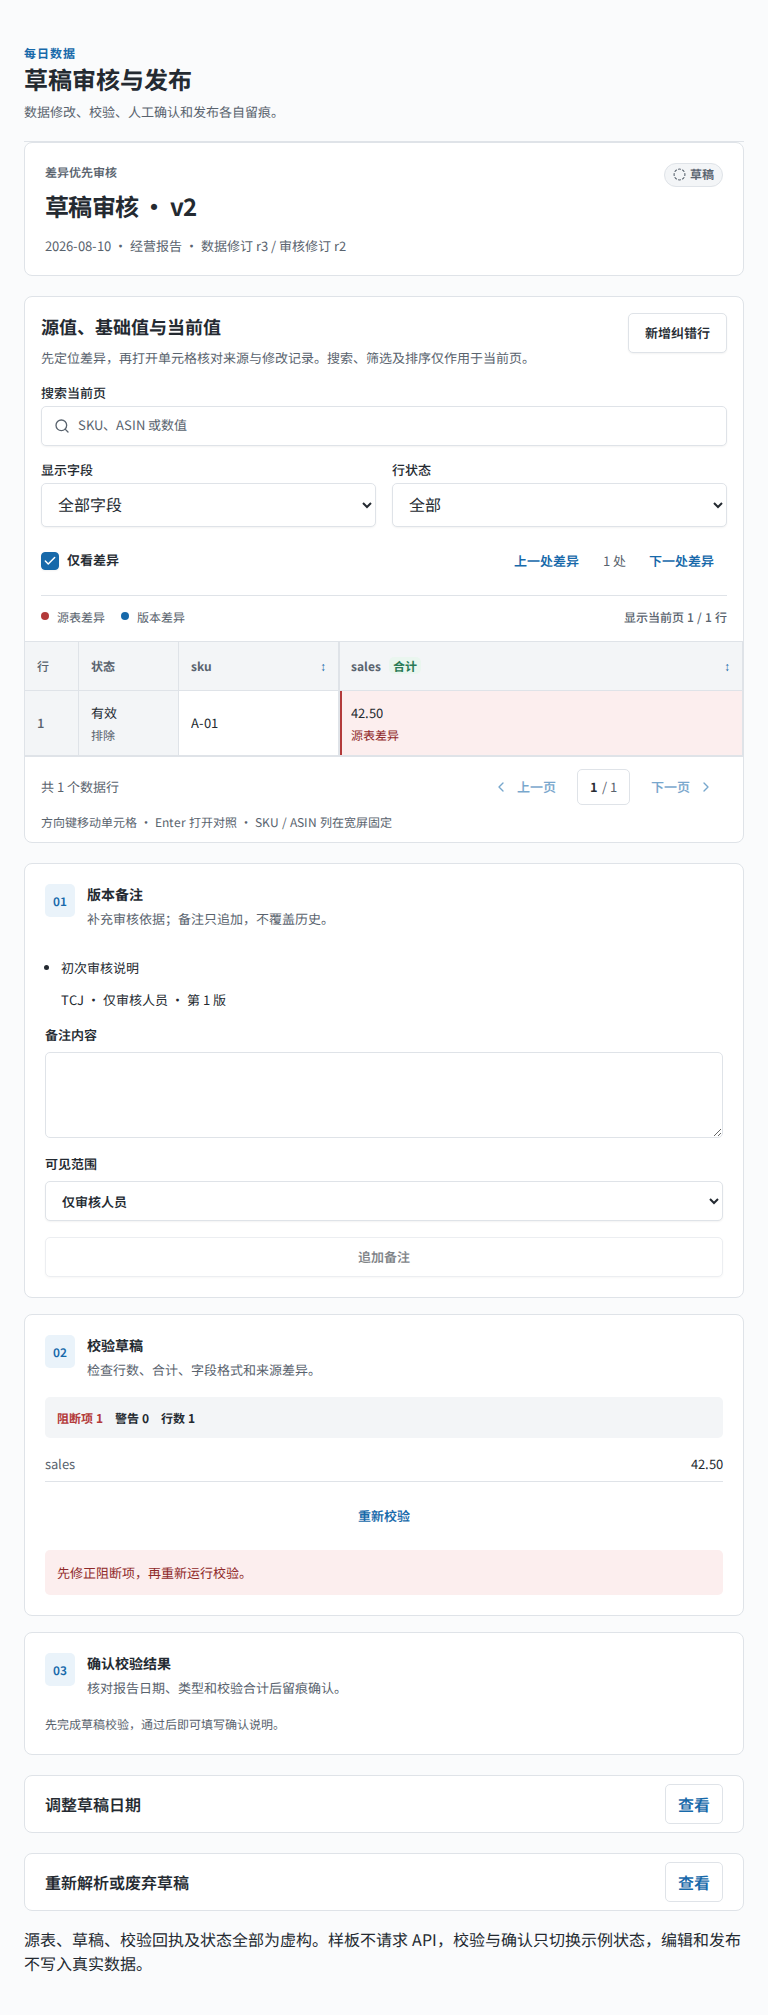 每日数据
草稿审核与发布
数据修改、校验、人工确认和发布各自留痕。
差异优先审核
草稿
草稿审核 • v2
2026-08-10 • 经营报告 • 数据修订 r3 / 审核修订 r2
源值、基础值与当前值
新增纠错行
先定位差异，再打开单元格核对来源与修改记录。搜索、筛选及排序仅作用于当前页。
搜索当前页
SKU、ASIN 或数值
显示字段 行状态
全部字段 全部
仅看差异 上一处差异 1 处 下一处差异
源表差异 版本差异 显示当前页 1 / 1 行
行 状态 sku ↕ sales 合计 ↕
1 有效 排除 A-01 42.50 源表差异
共 1 个数据行 上一页 1 / 1 下一页
方向键移动单元格 • Enter 打开对照 • SKU / ASIN 列在宽屏固定
01 版本备注
补充审核依据；备注只追加，不覆盖历史。
初次审核说明
TCJ • 仅审核人员 • 第 1 版
备注内容
可见范围
仅审核人员
追加备注
02 校验草稿
检查行数、合计、字段格式和来源差异。
阻断项 1 警告 0 行数 1
sales 42.50
重新校验
先修正阻断项，再重新运行校验。
03 确认校验结果
核对报告日期、类型和校验合计后留痕确认。
先完成草稿校验，通过后即可填写确认说明。
调整草稿日期 查看
重新解析或废弃草稿 查看
源表、草稿、校验回执及状态全部为虚构。样板不请求 API，校验与确认只切换示例状态，编辑和发布
不写入真实数据。